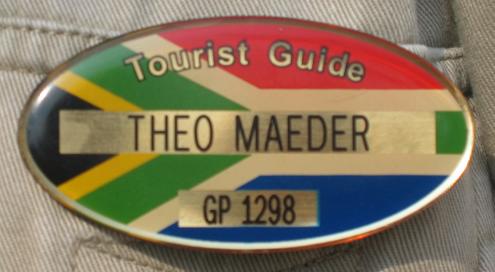 Tourist Guide
THEO MAEDER
GP 1298